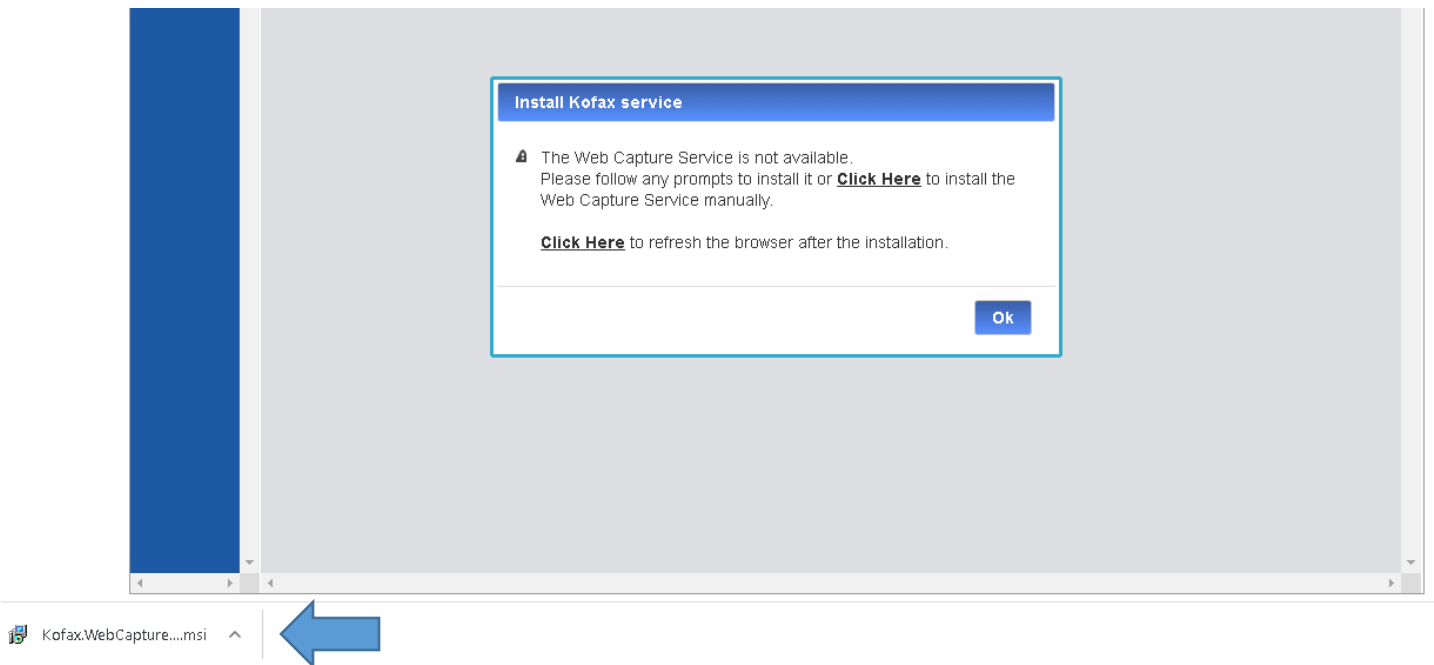 Install Kofax service
The Web Capture Service is not available.
Please follow any prompts to install it or Click Here to install the
Web Capture Service manually.
Click Here to refresh the browser after the installation.
Ok
Kofax.WebCapture....msi